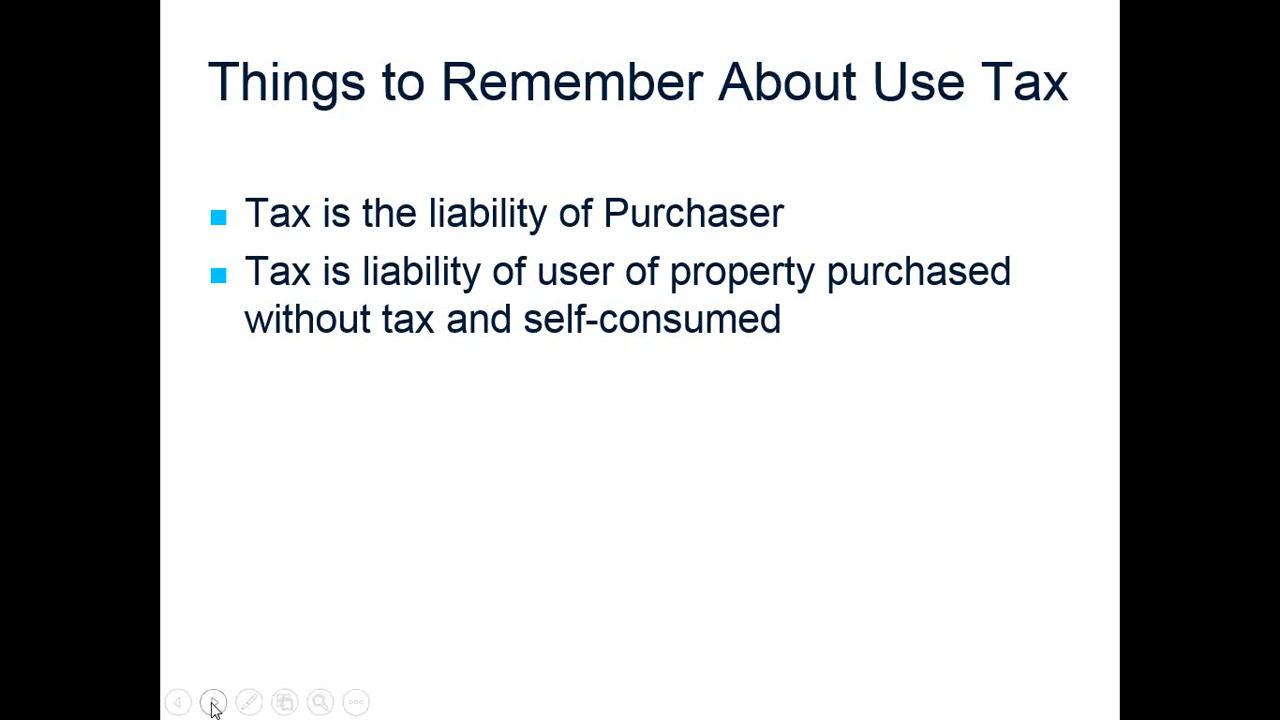 Things to Remember About Use Tax
Tax is the liability of Purchaser
Tax is liability of user of property purchased
without tax and self-consumed